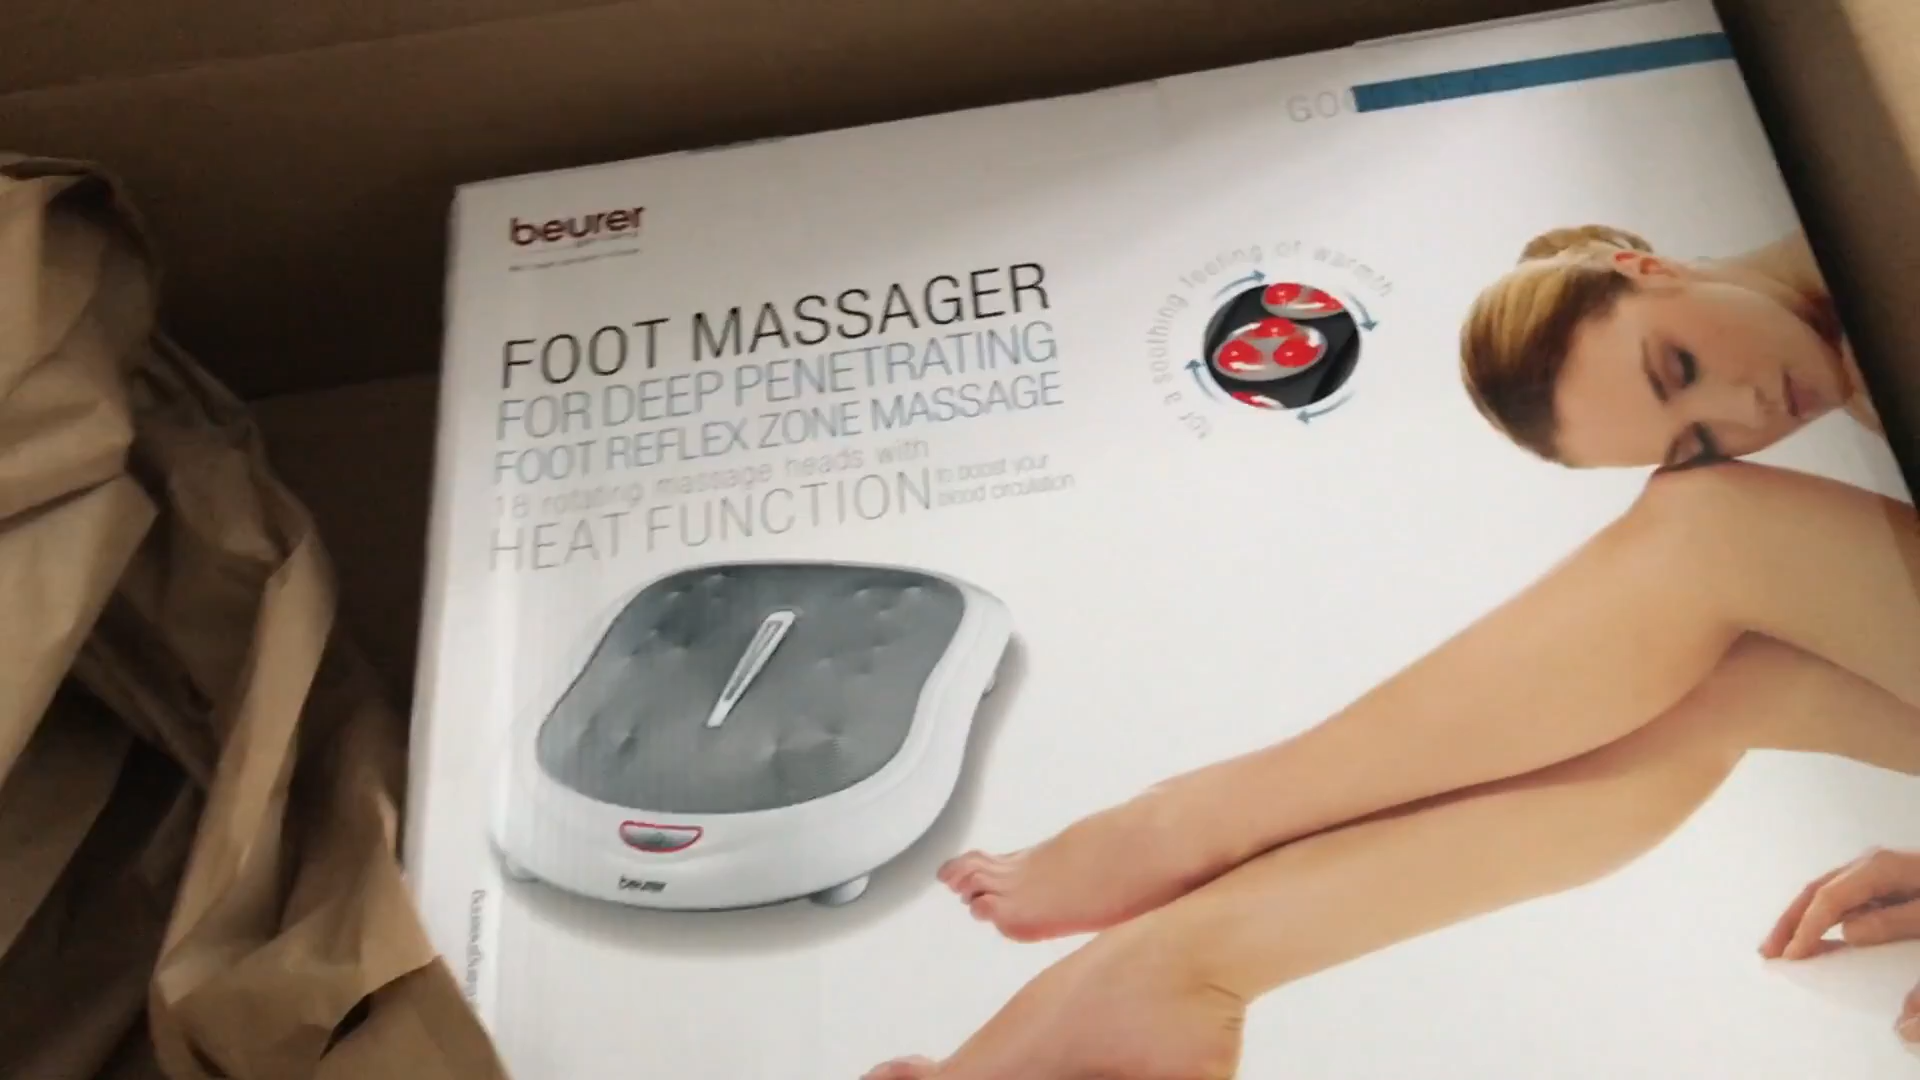 beurer
FOOT MASSAGER
FOR DEEP PENETRATING
FOOT REFLEX ZONE MASSAGE
18 rotating massage heads with
HEAT FUNCTION to boost your
blood circulation
for a soothing feeling of warmth
beurer